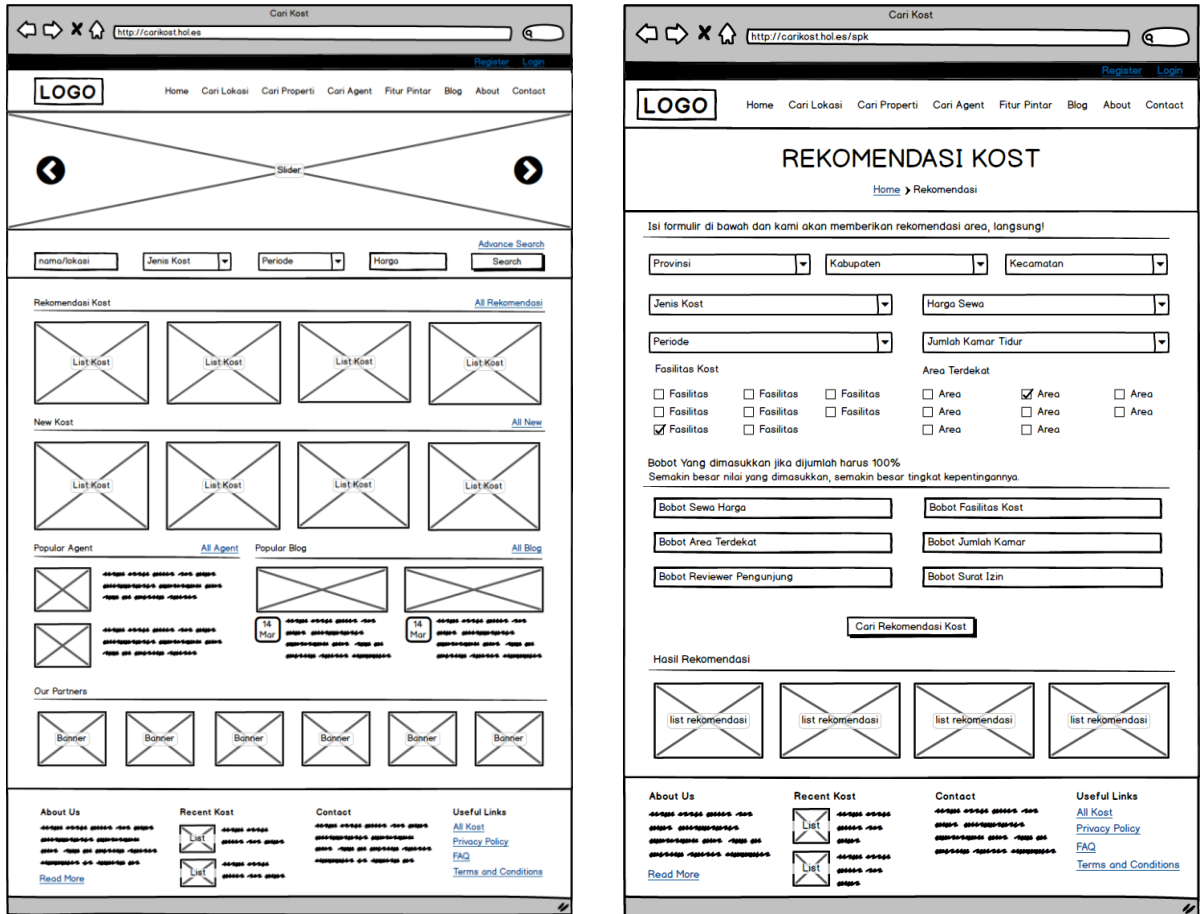 Cari Kost
http://carikost.hol.es
Register Login
LOGO
Home Cari Lokasi Cari Properti Cari Agent Fitur Pintar Blog About Contact
Slider
Advance Search
nama/lokasi Jenis Kost Periode Harga Search
Rekomendasi Kost All Rekomendasi
List Kost List Kost List Kost List Kost
New Kost All New
List Kost List Kost List Kost List Kost
Popular Agent All Agent Popular Blog All Blog
14 14
Mar Mar
Our Partners
Banner Banner Banner Banner Banner Banner
About Us Recent Kost Contact Useful Links
All Kost
List Privacy Policy
FAQ
List Terms and Conditions
Read More
Cari Kost
http://carikost.hol.es/spk
Register Login
LOGO
Home Cari Lokasi Cari Properti Cari Agent Fitur Pintar Blog About Contact
REKOMENDASI KOST
Home Rekomendasi
Isi formulir di bawah dan kami akan memberikan rekomendasi area, langsung!
Provinsi Kabupaten Kecamatan
Jenis Kost Harga Sewa
Periode Jumlah Kamar Tidur
Fasilitas Kost Area Terdekat
Fasilitas Fasilitas Fasilitas Area Area Area
Fasilitas Fasilitas Fasilitas Area Area Area
Fasilitas Fasilitas Area Area
Bobot Yang dimasukkan jika dijumlah harus 100%
Semakin besar nilai yang dimasukkan, semakin besar tingkat kepentingannya.
Bobot Sewa Harga Bobot Fasilitas Kost
Bobot Area Terdekat Bobot Jumlah Kamar
Bobot Reviewer Pengunjung Bobot Surat Izin
Cari Rekomendasi Kost
Hasil Rekomendasi
list rekomendasi list rekomendasi list rekomendasi list rekomendasi
About Us Recent Kost Contact Useful Links
All Kost
List Privacy Policy
FAQ
List Terms and Conditions
Read More